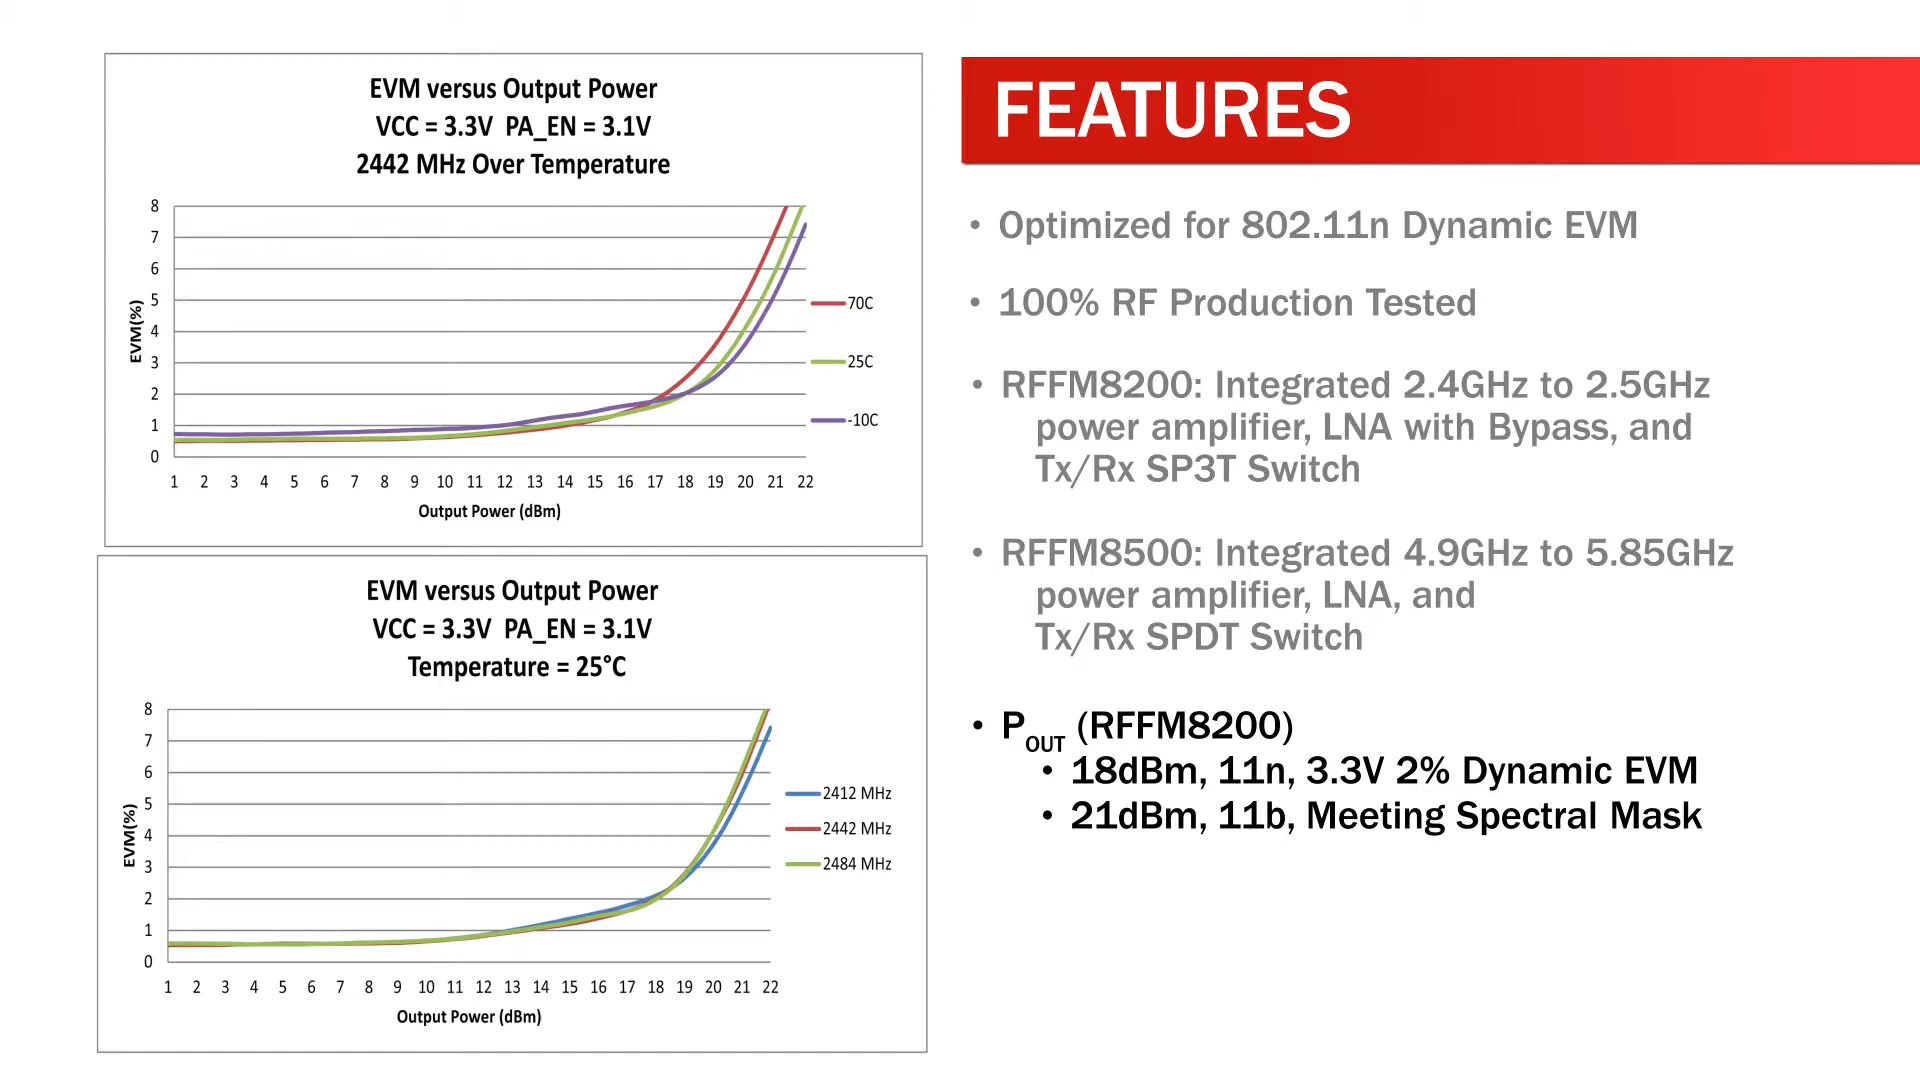 EVM versus Output Power
VCC = 3.3V PA_EN = 3.1V
2442 MHz Over Temperature
8
7
6
5
4
3
2
1
0
EVM(%)
1 2 3 4 5 6 7 8 9 10 11 12 13 14 15 16 17 18 19 20 21 22
Output Power (dBm)
70C
25C
-10C
EVM versus Output Power
VCC = 3.3V PA_EN = 3.1V
Temperature = 25°C
8
7
6
5
4
3
2
1
0
EVM(%)
1 2 3 4 5 6 7 8 9 10 11 12 13 14 15 16 17 18 19 20 21 22
Output Power (dBm)
2412 MHz
2442 MHz
2484 MHz
FEATURES
• Optimized for 802.11n Dynamic EVM
• 100% RF Production Tested
• RFFM8200: Integrated 2.4GHz to 2.5GHz
power amplifier, LNA with Bypass, and
Tx/Rx SP3T Switch
• RFFM8500: Integrated 4.9GHz to 5.85GHz
power amplifier, LNA, and
Tx/Rx SPDT Switch
• POUT (RFFM8200)
• 18dBm, 11n, 3.3V 2% Dynamic EVM
• 21dBm, 11b, Meeting Spectral Mask